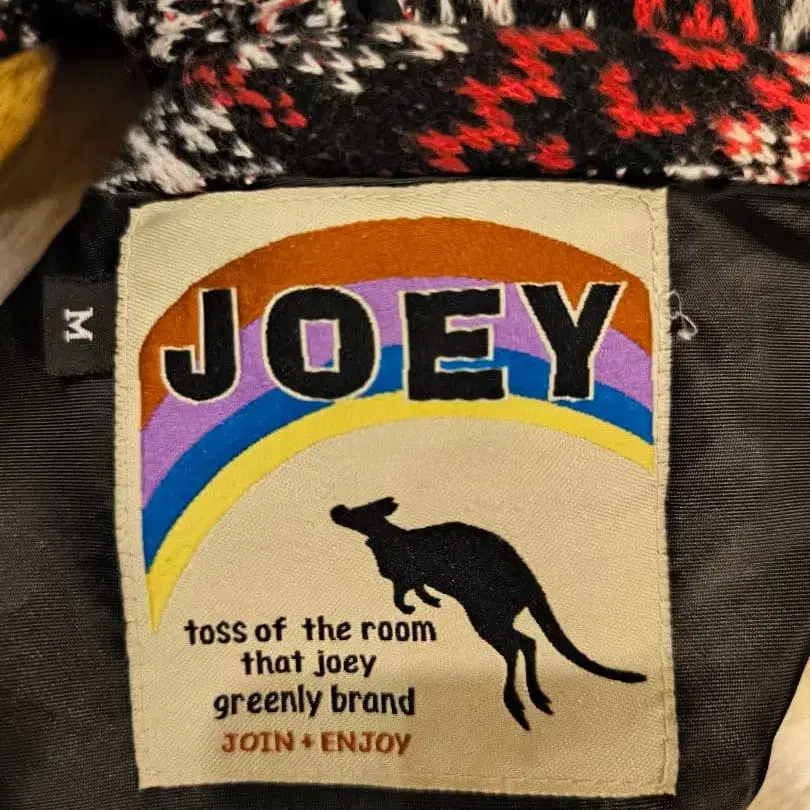 JOEY
M
toss of the room
that joey
greenly brand
JOIN + ENJOY